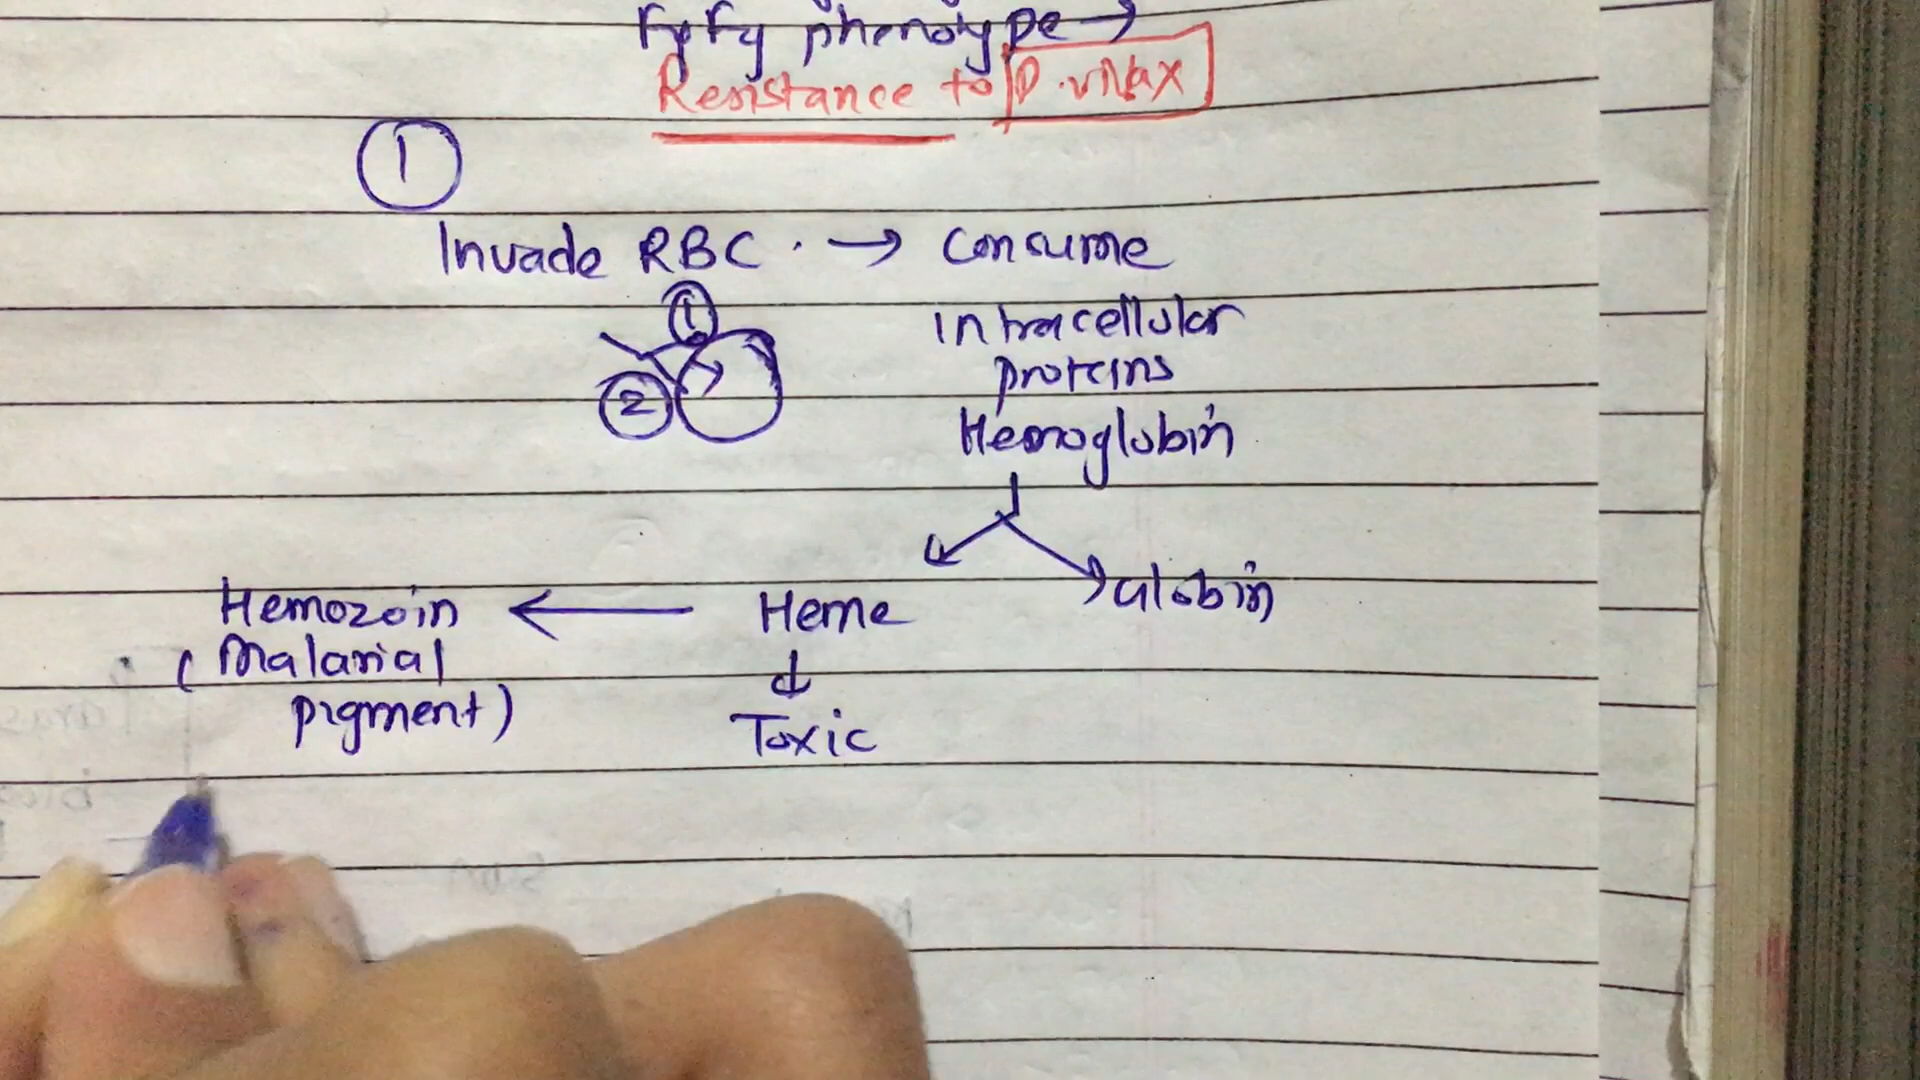 FyFy phenotype →
Resistance to P.vivax
1
Invade RBC. → Consume
1
intracellular
proteins
2
Hemoglobin
Heme
Globin
Hemozoin ←
(Malarial
pigment)
Toxic